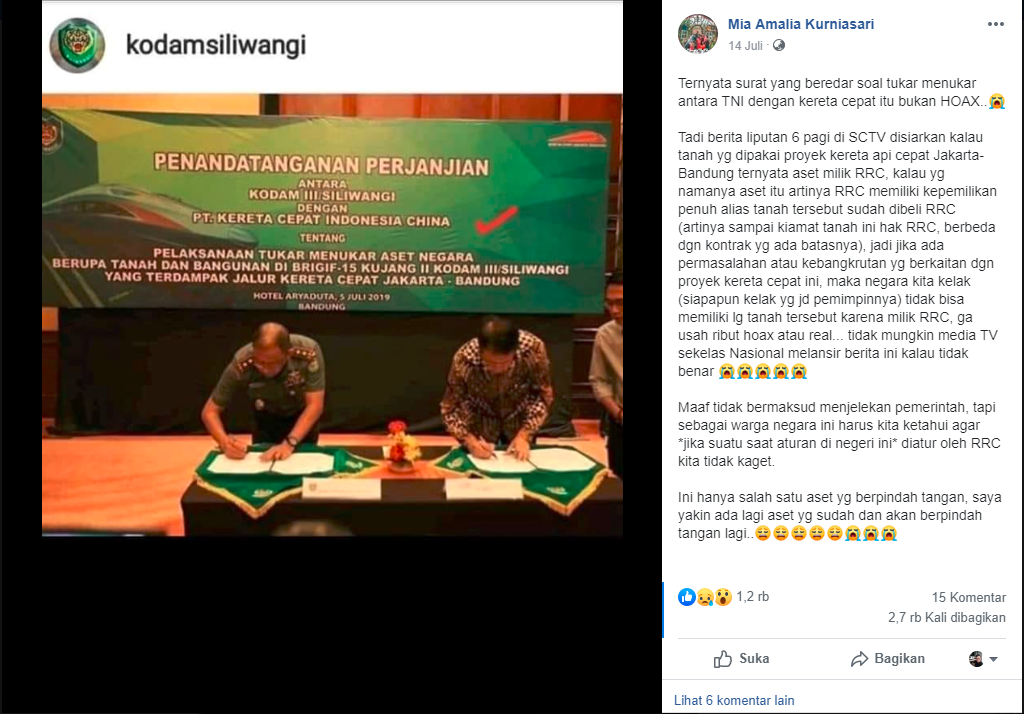 kodamsiliwangi
PENANDATANGANAN PERJANJIAN
ANTARA
KODAM III/SILIWANGI
DENGAN
PT. KERETA CEPAT INDONESIA CHINA
TENTANG
PELAKSANAAN TUKAR MENUKAR ASET NEGARA
BERUPA TANAH DAN BANGUNAN DI BRIGIF-15 KUJANG II KODAM III/SILIWANGI
YANG TERDAMPAK JALUR KERETA CEPAT JAKARTA - BANDUNG
HOTEL ARYADUTA, 5 JULI 2019
BANDUNG
Mia Amalia Kurniasari
14 Juli ·
Ternyata surat yang beredar soal tukar menukar
antara TNI dengan kereta cepat itu bukan HOAX..😭
Tadi berita liputan 6 pagi di SCTV disiarkan kalau
tanah yg dipakai proyek kereta api cepat Jakarta-
Bandung ternyata aset milik RRC, kalau yg
namanya aset itu artinya RRC memiliki kepemilikan
penuh alias tanah tersebut sudah dibeli RRC
(artinya sampai kiamat tanah ini hak RRC, berbeda
dgn kontrak yg ada batasnya), jadi jika ada
permasalahan atau kebangkrutan yg berkaitan dgn
proyek kereta cepat ini, maka negara kita kelak
(siapapun kelak yg jd pemimpinnya) tidak bisa
memiliki lg tanah tersebut karena milik RRC, ga
usah ribut hoax atau real... tidak mungkin media TV
sekelas Nasional melansir berita ini kalau tidak
benar 😭😭😭😭😭
Maaf tidak bermaksud menjelekan pemerintah, tapi
sebagai warga negara ini harus kita ketahui agar
*jika suatu saat aturan di negeri ini* diatur oleh RRC
kita tidak kaget.
Ini hanya salah satu aset yg berpindah tangan, saya
yakin ada lagi aset yg sudah dan akan berpindah
tangan lagi..😩😩😩😩😩😭😭😭
1,2 rb
15 Komentar
2,7 rb Kali dibagikan
Suka
Bagikan
Lihat 6 komentar lain